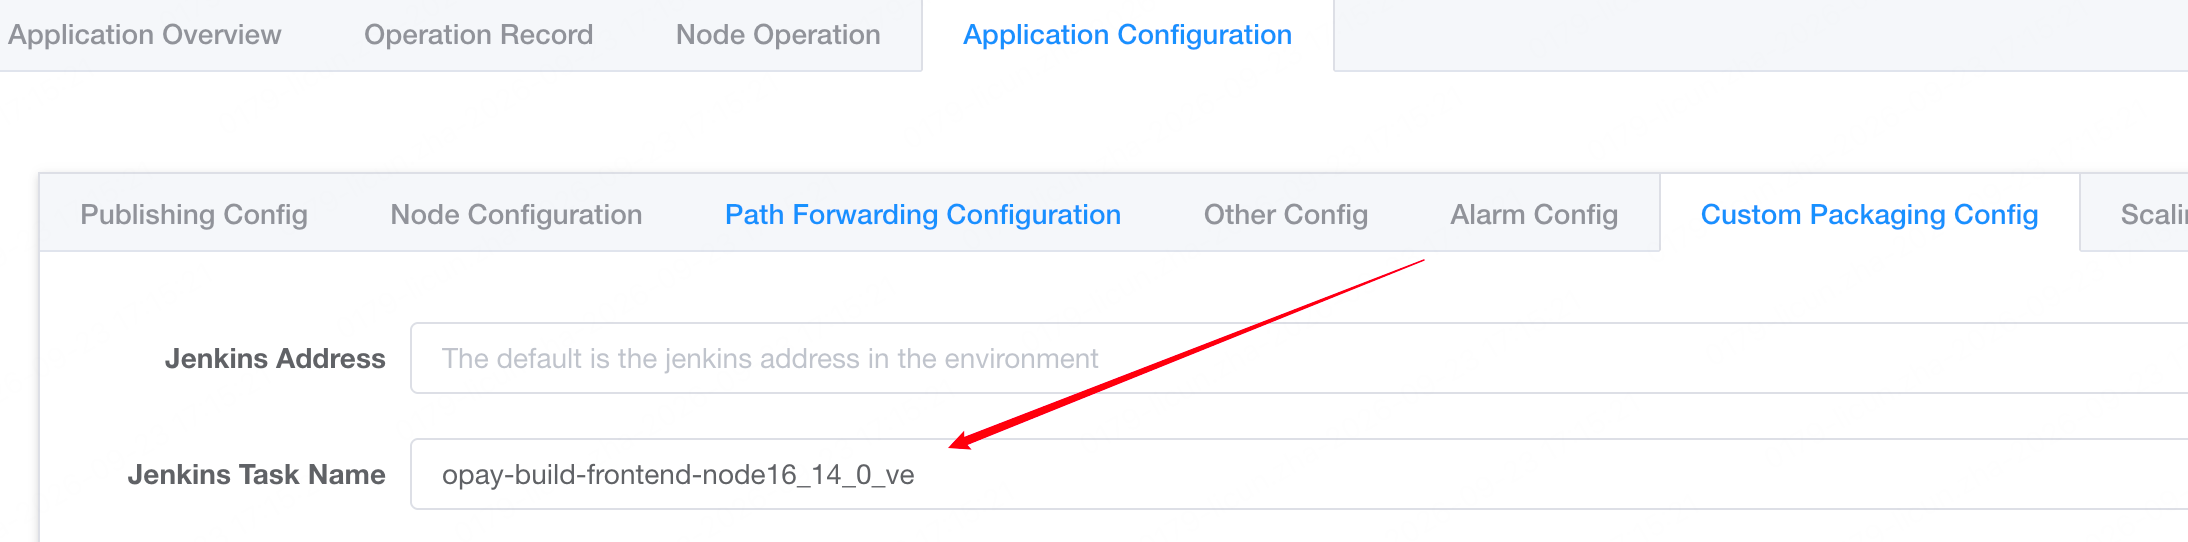 Application Overview Operation Record Node Operation Application Configuration
Publishing Config Node Configuration Path Forwarding Configuration Other Config Alarm Config Custom Packaging Config
Jenkins Address The default is the jenkins address in the environment
Jenkins Task Name opay-build-frontend-node16_14_0_ve